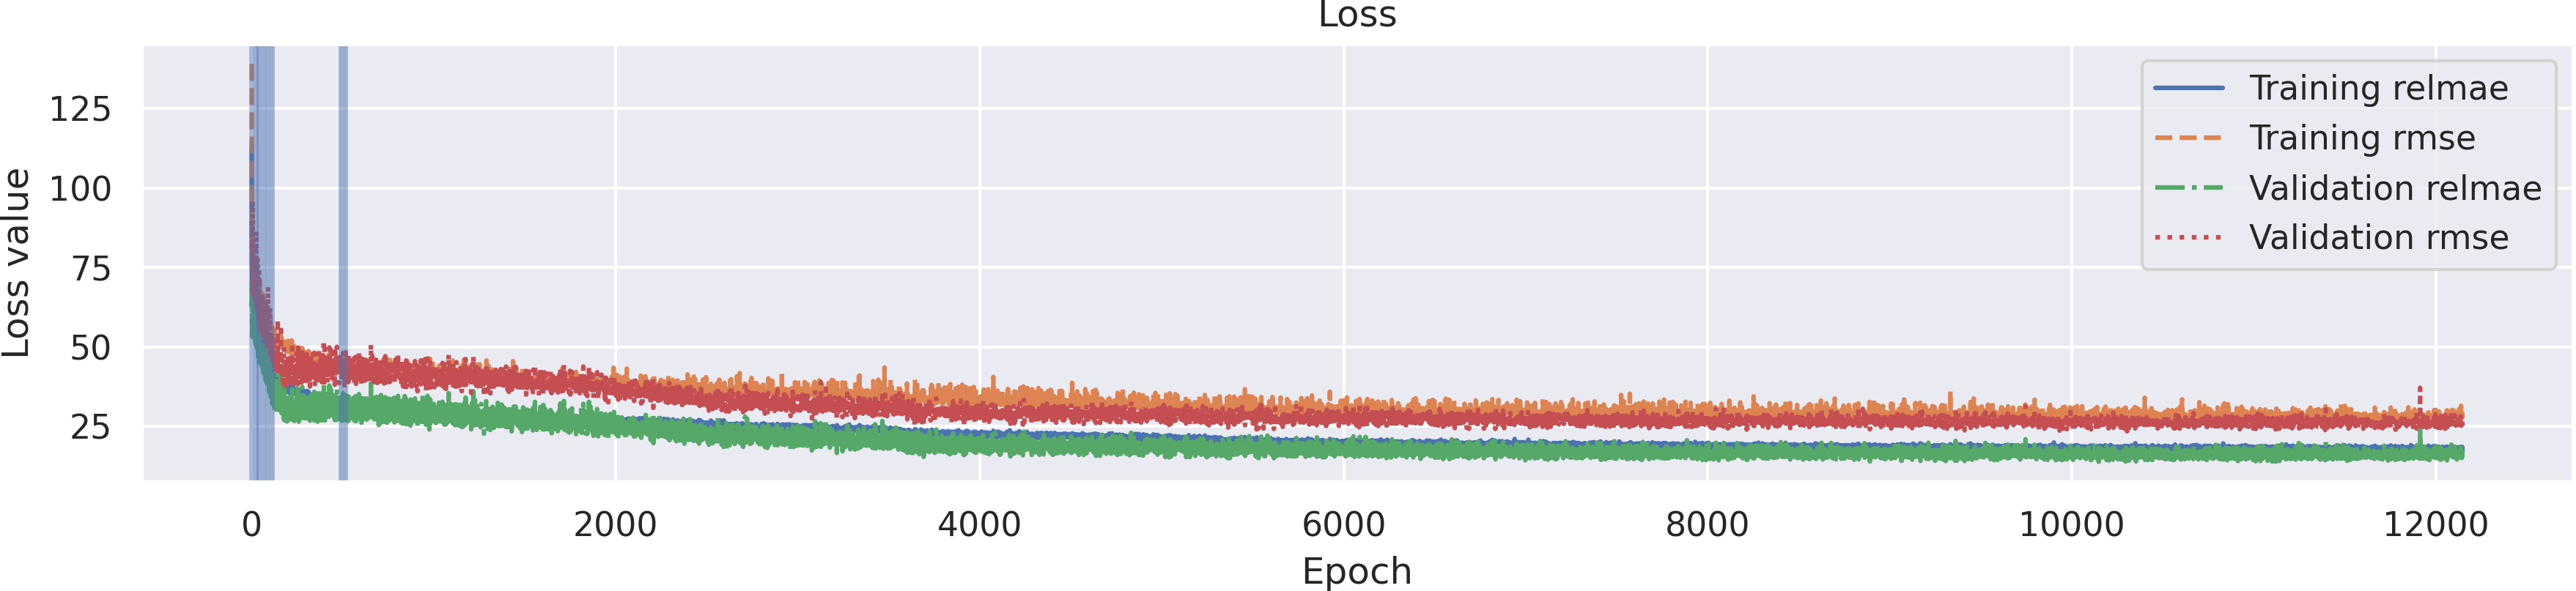 Loss
Loss value
125
100
75
50
25
Training relmae
Training rmse
Validation relmae
Validation rmse
0 2000 4000 6000 8000 10000 12000
Epoch